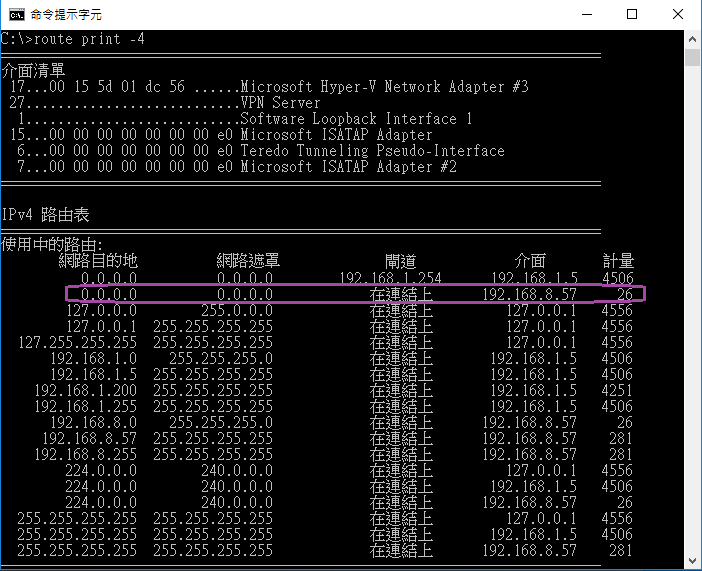 命令提示字元
C:\>route print -4
===========================================================================
介面清單
17...00 15 5d 01 dc 56 ......Microsoft Hyper-V Network Adapter #3
27...........................VPN Server
1...........................Software Loopback Interface 1
15...00 00 00 00 00 00 00 e0 Microsoft ISATAP Adapter
6...00 00 00 00 00 00 00 e0 Teredo Tunneling Pseudo-Interface
7...00 00 00 00 00 00 00 e0 Microsoft ISATAP Adapter #2
===========================================================================
IPv4 路由表
===========================================================================
使用中的路由:
網路目的地 網路遮罩 閘道 介面 計量
0.0.0.0 0.0.0.0 192.168.1.254 192.168.1.5 4506
0.0.0.0 0.0.0.0 在連結上 192.168.8.57 26
127.0.0.0 255.0.0.0 在連結上 127.0.0.1 4556
127.0.0.1 255.255.255.255 在連結上 127.0.0.1 4556
127.255.255.255 255.255.255.255 在連結上 127.0.0.1 4556
192.168.1.0 255.255.255.0 在連結上 192.168.1.5 4506
192.168.1.5 255.255.255.255 在連結上 192.168.1.5 4506
192.168.1.200 255.255.255.255 在連結上 192.168.1.5 4251
192.168.1.255 255.255.255.255 在連結上 192.168.1.5 4506
192.168.8.0 255.255.255.0 在連結上 192.168.8.57 26
192.168.8.57 255.255.255.255 在連結上 192.168.8.57 281
192.168.8.255 255.255.255.255 在連結上 192.168.8.57 281
224.0.0.0 240.0.0.0 在連結上 127.0.0.1 4556
224.0.0.0 240.0.0.0 在連結上 192.168.1.5 4506
224.0.0.0 240.0.0.0 在連結上 192.168.8.57 26
255.255.255.255 255.255.255.255 在連結上 127.0.0.1 4556
255.255.255.255 255.255.255.255 在連結上 192.168.1.5 4506
255.255.255.255 255.255.255.255 在連結上 192.168.8.57 281
===========================================================================